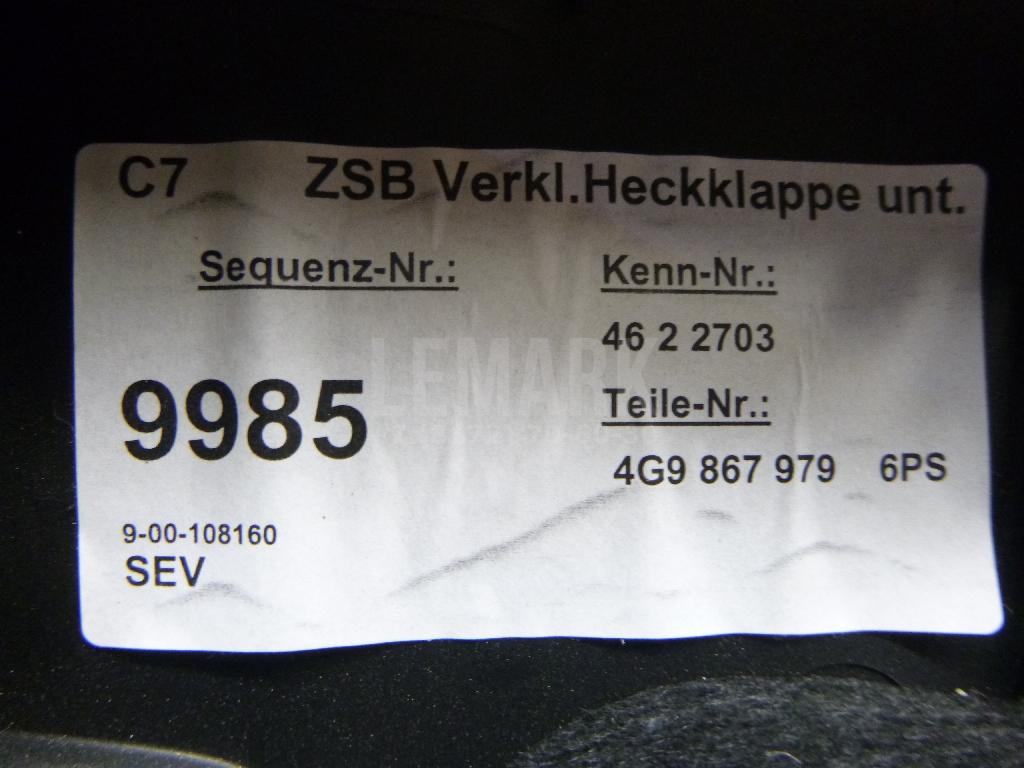 C7 ZSB Verkl.Heckklappe unt.
Sequenz-Nr.:
Kenn-Nr.:
46 2 2703
9985
Teile-Nr.:
4G9 867 979 6PS
9-00-108160
SEV
LEMARK